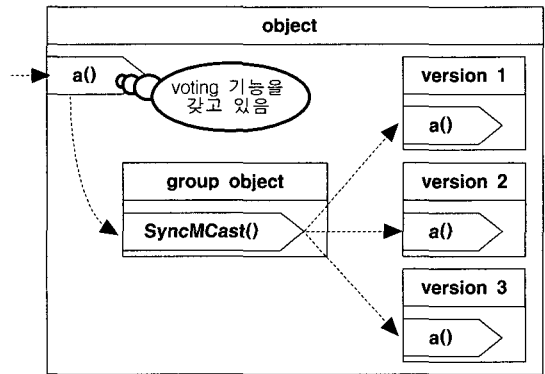 object
a()
voting 기능을
갖고 있음
group object
SyncMCast()
version 1
a()
version 2
a()
version 3
a()